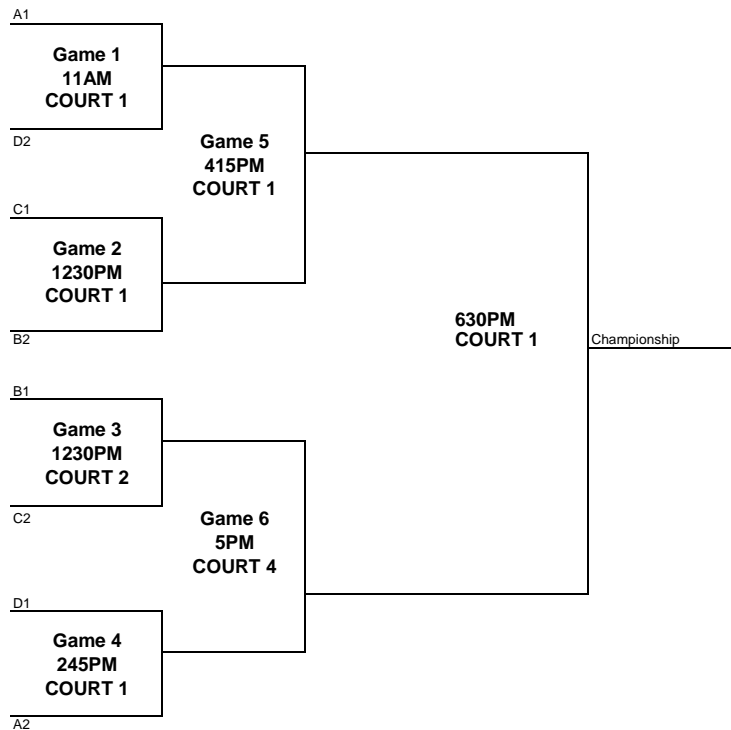 A1
Game 1
11AM
COURT 1
D2
Game 5
415PM
COURT 1
C1
Game 2
1230PM
COURT 1
B2
630PM
COURT 1
Championship
B1
Game 3
1230PM
COURT 2
C2
Game 6
5PM
COURT 4
D1
Game 4
245PM
COURT 1
A2